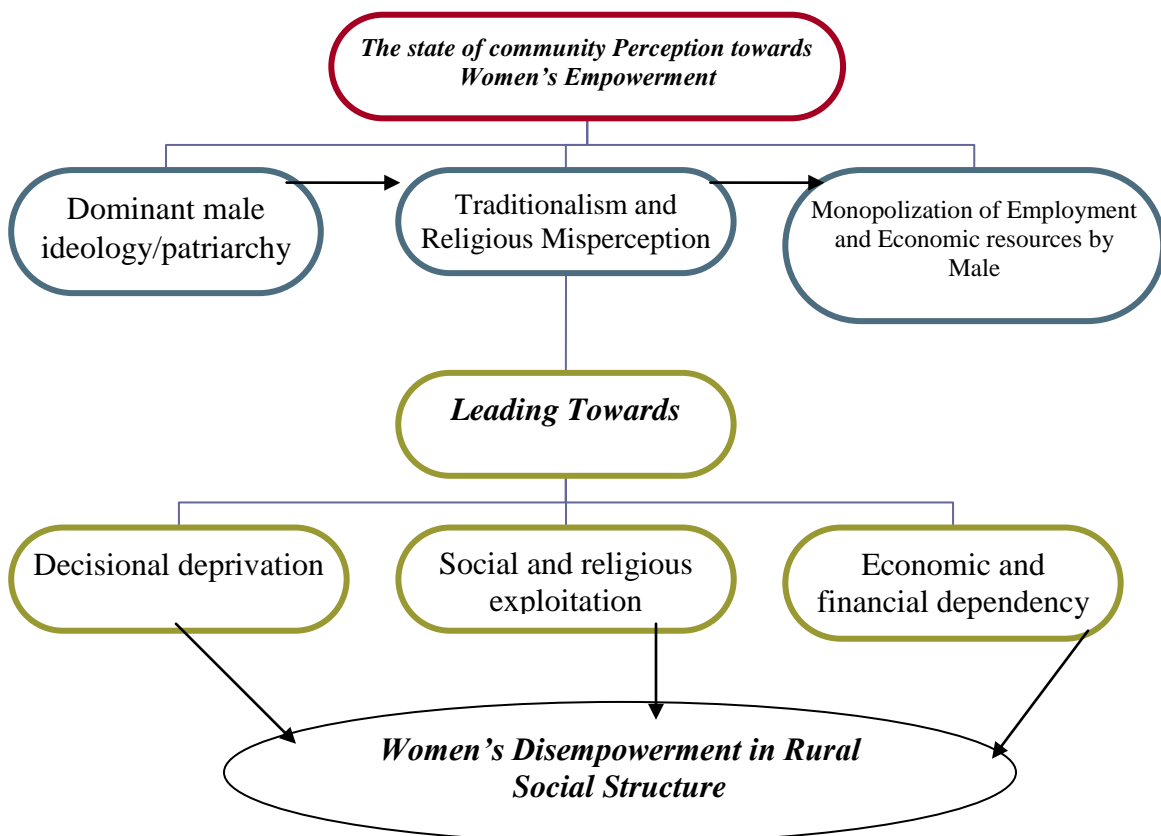 The state of community Perception towards
Women’s Empowerment
Dominant male
ideology/patriarchy
Traditionalism and
Religious Misperception
Monopolization of Employment
and Economic resources by
Male
Leading Towards
Decisional deprivation
Social and religious
exploitation
Economic and
financial dependency
Women’s Disempowerment in Rural
Social Structure